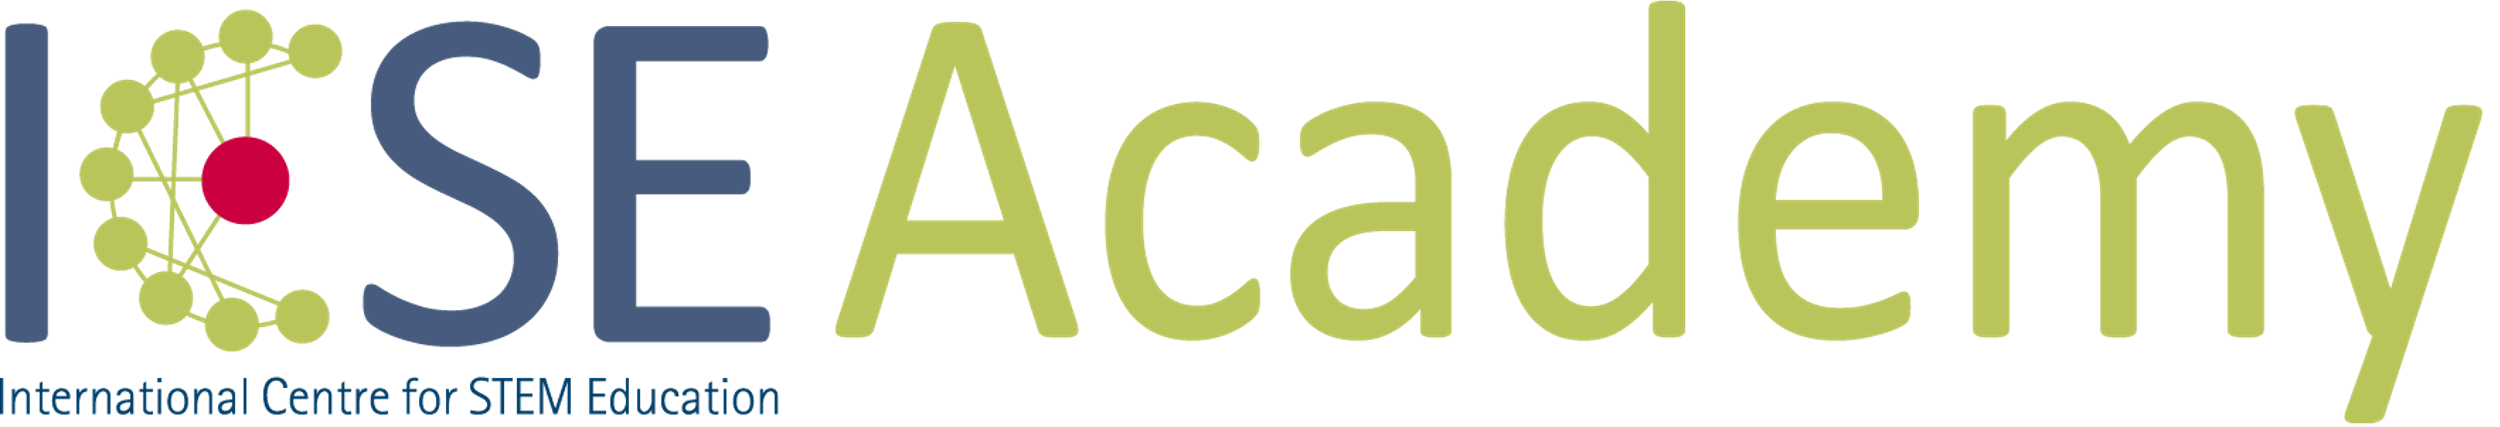 ICSE Academy
International Centre for STEM Education